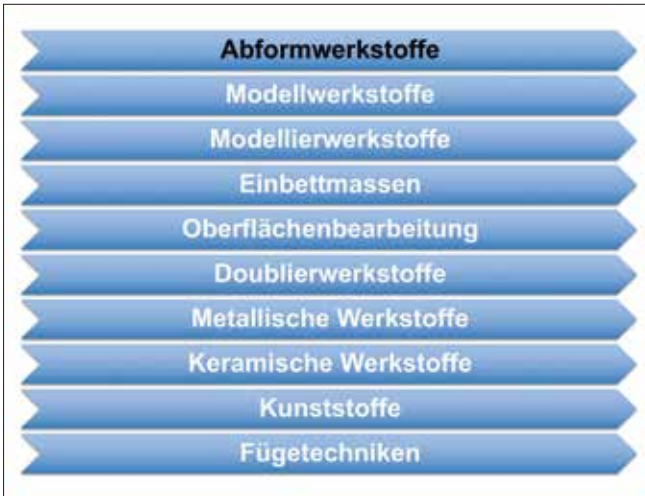 Abformwerkstoffe
Modellwerkstoffe
Modellierwerkstoffe
Einbettmassen
Oberflächenbearbeitung
Doublierwerkstoffe
Metallische Werkstoffe
Keramische Werkstoffe
Kunststoffe
Fügetechniken